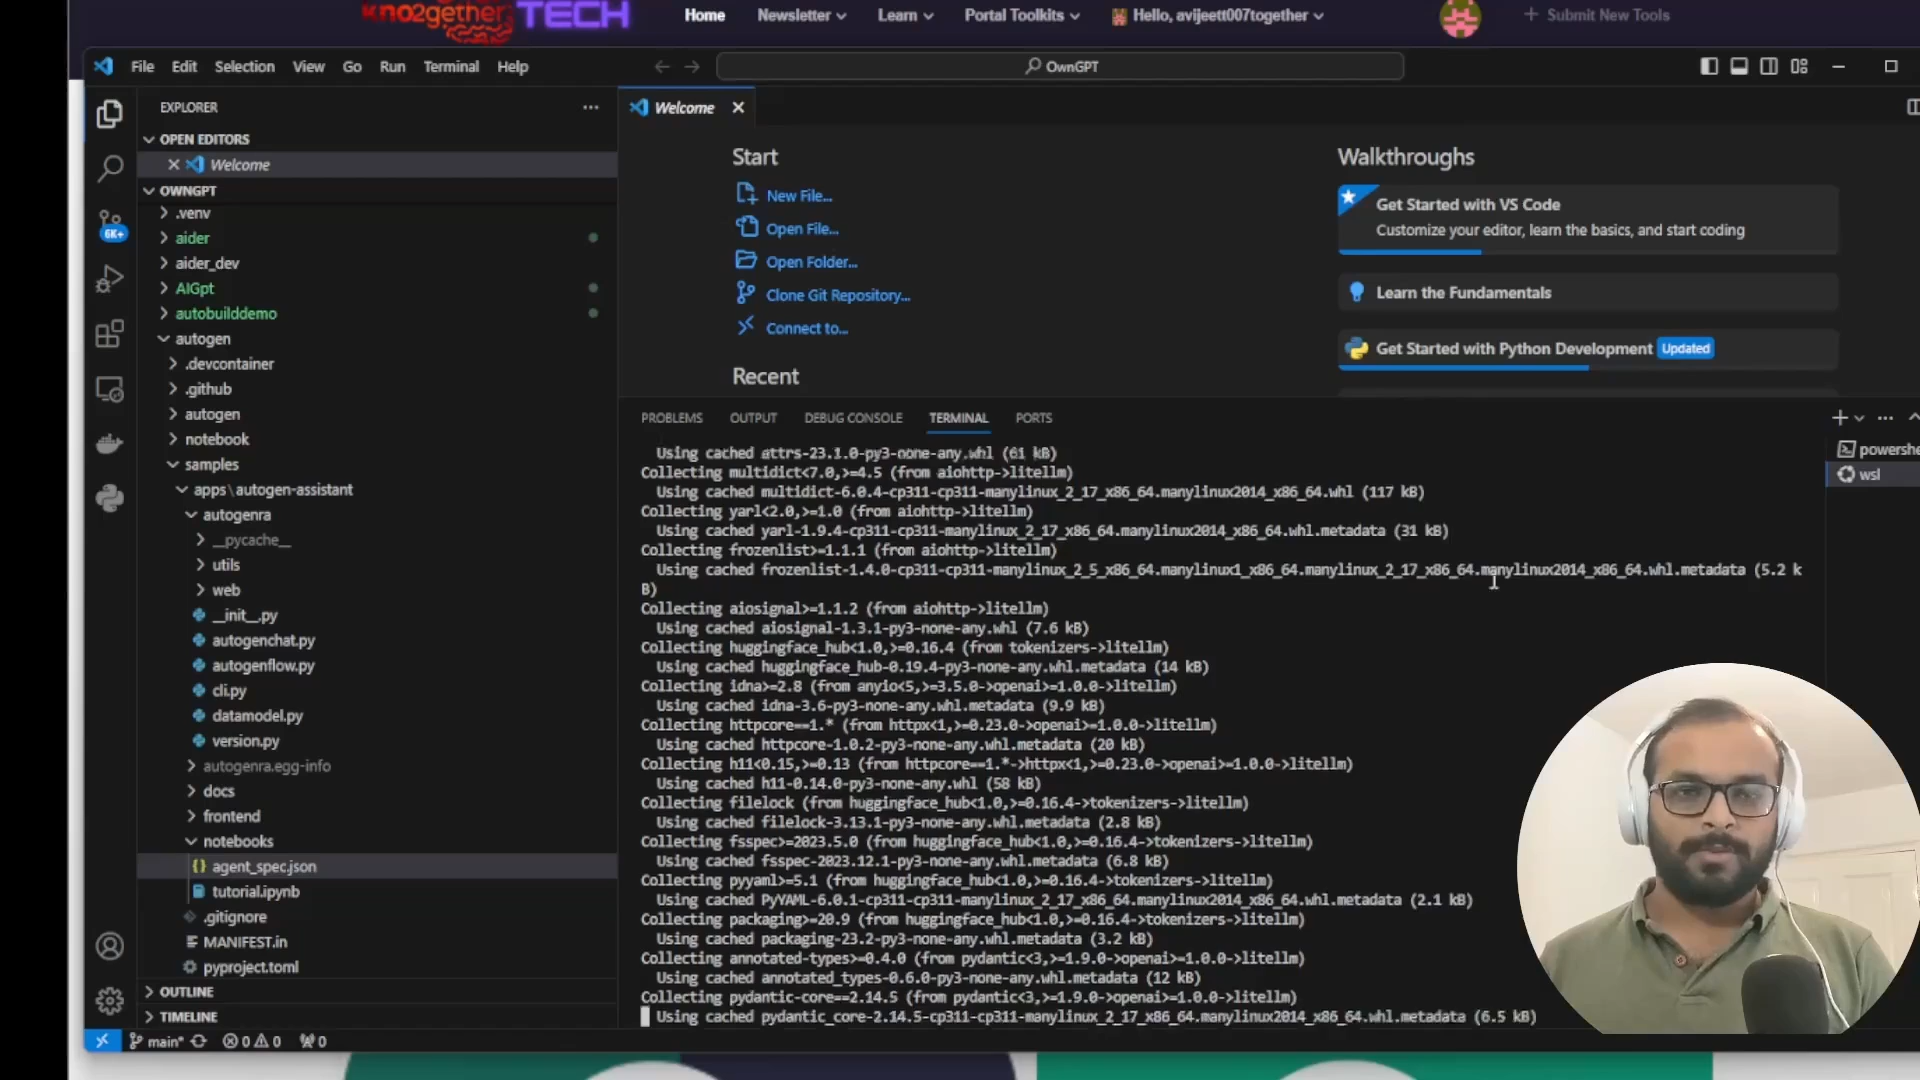 kno2gether TECH
Home
Newsletter
Learn
Portal Toolkits
Hello, avijeett007together
+ Submit New Tools
File
Edit
Selection
View
Go
Run
Terminal
Help
OwnGPT
EXPLORER
OPEN EDITORS
Welcome
OWNGPT
.venv
aider
aider_dev
AIGpt
autobuilddemo
autogen
.devcontainer
.github
autogen
notebook
samples
apps\autogen-assistant
autogenra
__pycache__
utils
web
__init__.py
autogenchat.py
autogenflow.py
cli.py
datamodel.py
version.py
autogenra.egg-info
docs
frontend
notebooks
agent_spec.json
tutorial.ipynb
.gitignore
MANIFEST.in
pyproject.toml
OUTLINE
TIMELINE
6K+
Welcome
Start
New File...
Open File...
Open Folder...
Clone Git Repository...
Connect to...
Recent
Walkthroughs
Get Started with VS Code
Customize your editor, learn the basics, and start coding
Learn the Fundamentals
Get Started with Python Development Updated
PROBLEMS
OUTPUT
DEBUG CONSOLE
TERMINAL
PORTS
powershe
wsl
Using cached attrs-23.1.0-py3-none-any.whl (61 kB)
Collecting multidict<7.0,>=4.5 (from aiohttp->litellm)
Using cached multidict-6.0.4-cp311-cp311-manylinux_2_17_x86_64.manylinux2014_x86_64.whl (117 kB)
Collecting yarl<2.0,>=1.0 (from aiohttp->litellm)
Using cached yarl-1.9.4-cp311-cp311-manylinux_2_17_x86_64.manylinux2014_x86_64.whl.metadata (31 kB)
Collecting frozenlist>=1.1.1 (from aiohttp->litellm)
Using cached frozenlist-1.4.0-cp311-cp311-manylinux_2_5_x86_64.manylinux1_x86_64.manylinux_2_17_x86_64.manylinux2014_x86_64.whl.metadata (5.2 k
B)
Collecting aiosignal>=1.1.2 (from aiohttp->litellm)
Using cached aiosignal-1.3.1-py3-none-any.whl (7.6 kB)
Collecting huggingface_hub<1.0,>=0.16.4 (from tokenizers->litellm)
Using cached huggingface_hub-0.19.4-py3-none-any.whl.metadata (14 kB)
Collecting idna>=2.8 (from anyio<5,>=3.5.0->openai>=1.0.0->litellm)
Using cached idna-3.6-py3-none-any.whl.metadata (9.9 kB)
Collecting httpcore==1.* (from httpx<1,>=0.23.0->openai>=1.0.0->litellm)
Using cached httpcore-1.0.2-py3-none-any.whl.metadata (20 kB)
Collecting h11<0.15,>=0.13 (from httpcore==1.*->httpx<1,>=0.23.0->openai>=1.0.0->litellm)
Using cached h11-0.14.0-py3-none-any.whl (58 kB)
Collecting filelock (from huggingface_hub<1.0,>=0.16.4->tokenizers->litellm)
Using cached filelock-3.13.1-py3-none-any.whl.metadata (2.8 kB)
Collecting fsspec>=2023.5.0 (from huggingface_hub<1.0,>=0.16.4->tokenizers->litellm)
Using cached fsspec-2023.12.1-py3-none-any.whl.metadata (6.8 kB)
Collecting pyyaml>=5.1 (from huggingface_hub<1.0,>=0.16.4->tokenizers->litellm)
Using cached PyYAML-6.0.1-cp311-cp311-manylinux_2_17_x86_64.manylinux2014_x86_64.whl.metadata (2.1 kB)
Collecting packaging>=20.9 (from huggingface_hub<1.0,>=0.16.4->tokenizers->litellm)
Using cached packaging-23.2-py3-none-any.whl.metadata (3.2 kB)
Collecting annotated-types>=0.4.0 (from pydantic<3,>=1.9.0->openai>=1.0.0->litellm)
Using cached annotated_types-0.6.0-py3-none-any.whl.metadata (12 kB)
Collecting pydantic-core==2.14.5 (from pydantic<3,>=1.9.0->openai>=1.0.0->litellm)
Using cached pydantic_core-2.14.5-cp311-cp311-manylinux_2_17_x86_64.manylinux2014_x86_64.whl.metadata (6.5 kB)
main*
0
0
0